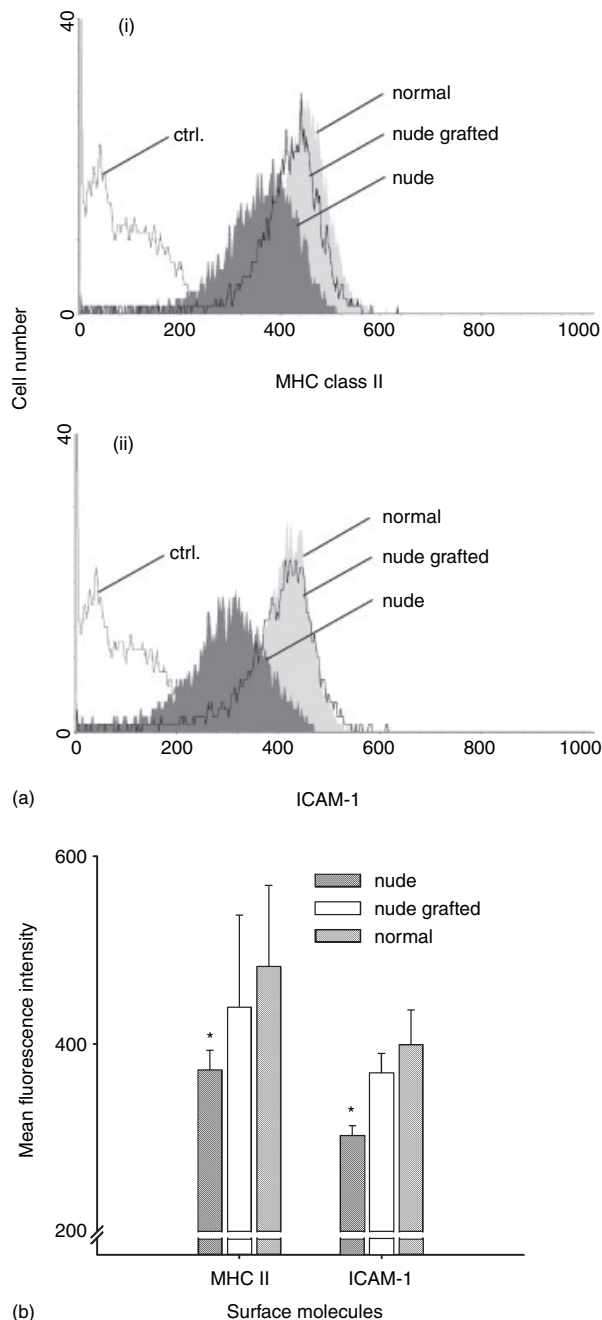 40
(i)
normal
ctrl.
nude grafted
nude
0
0 200 400 600 800 1000
MHC class II
Cell number
40
(ii)
normal
ctrl.
nude grafted
nude
0
0 200 400 600 800 1000
(a)
ICAM-1
600
nude
nude grafted
normal
*
400
*
Mean fluorescence intensity
200
MHC II ICAM-1
(b)
Surface molecules